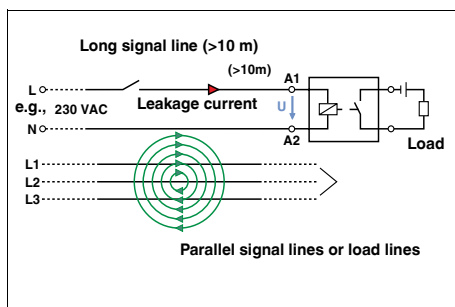 Long signal line (>10 m)
(>10m)
A1
L
Leakage current
U
e.g., 230 VAC
N
A2
Load
L1
L2
L3
Parallel signal lines or load lines